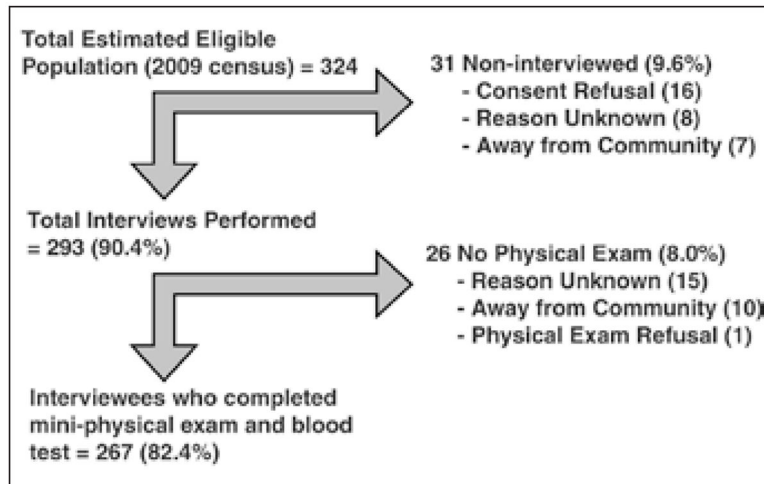 Total Estimated Eligible
Population (2009 census) = 324
31 Non-interviewed (9.6%)
- Consent Refusal (16)
- Reason Unknown (8)
- Away from Community (7)
Total Interviews Performed
= 293 (90.4%)
26 No Physical Exam (8.0%)
- Reason Unknown (15)
- Away from Community (10)
- Physical Exam Refusal (1)
Interviewees who completed
mini-physical exam and blood
test = 267 (82.4%)